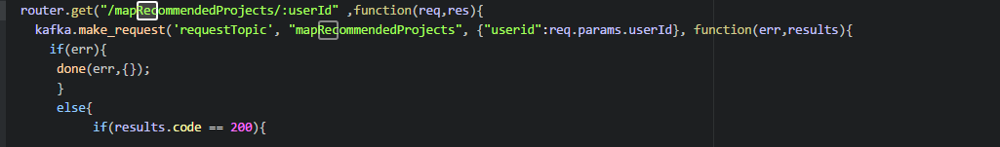 router.get("/mapRecommendedProjects/:userId" ,function(req,res){
kafka.make_request('requestTopic', "mapRecommendedProjects", {"userid":req.params.userId}, function(err,results){
if(err){
done(err,{});
}
else{
if(results.code == 200){